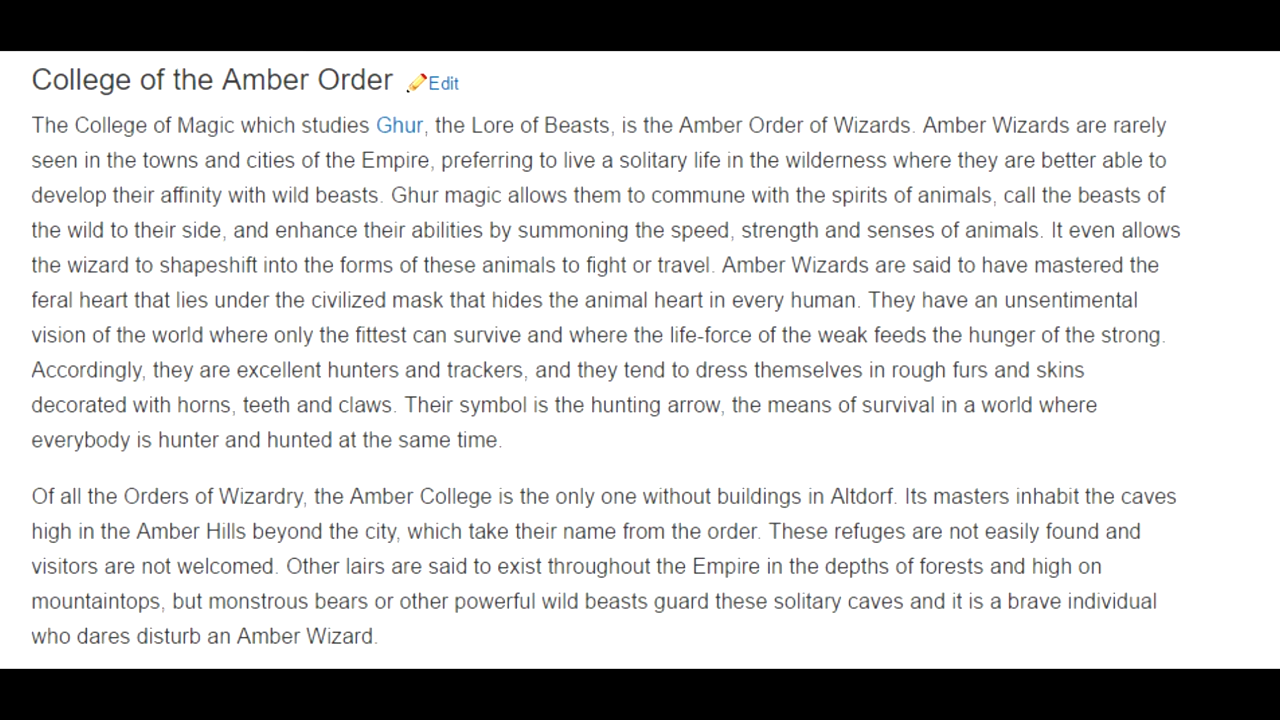 College of the Amber Order Edit
The College of Magic which studies Ghur, the Lore of Beasts, is the Amber Order of Wizards. Amber Wizards are rarely
seen in the towns and cities of the Empire, preferring to live a solitary life in the wilderness where they are better able to
develop their affinity with wild beasts. Ghur magic allows them to commune with the spirits of animals, call the beasts of
the wild to their side, and enhance their abilities by summoning the speed, strength and senses of animals. It even allows
the wizard to shapeshift into the forms of these animals to fight or travel. Amber Wizards are said to have mastered the
feral heart that lies under the civilized mask that hides the animal heart in every human. They have an unsentimental
vision of the world where only the fittest can survive and where the life-force of the weak feeds the hunger of the strong.
Accordingly, they are excellent hunters and trackers, and they tend to dress themselves in rough furs and skins
decorated with horns, teeth and claws. Their symbol is the hunting arrow, the means of survival in a world where
everybody is hunter and hunted at the same time.
Of all the Orders of Wizardry, the Amber College is the only one without buildings in Altdorf. Its masters inhabit the caves
high in the Amber Hills beyond the city, which take their name from the order. These refuges are not easily found and
visitors are not welcomed. Other lairs are said to exist throughout the Empire in the depths of forests and high on
mountaintops, but monstrous bears or other powerful wild beasts guard these solitary caves and it is a brave individual
who dares disturb an Amber Wizard.